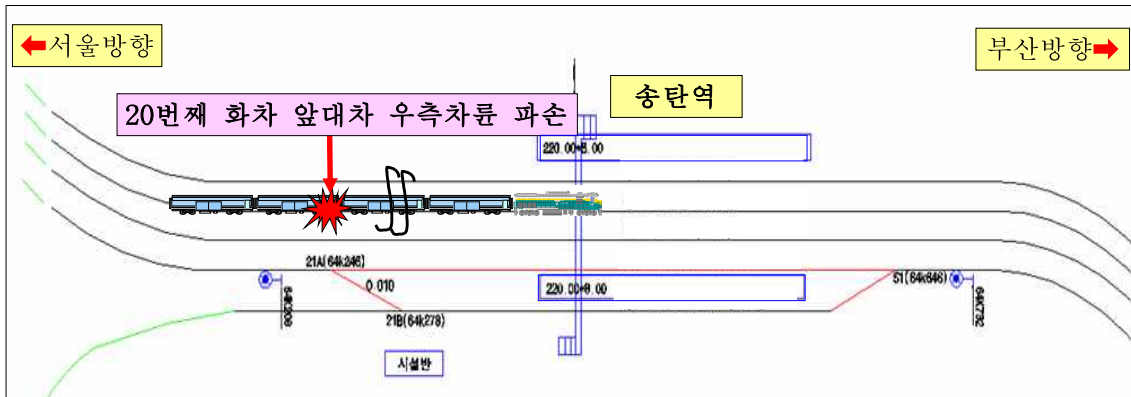 서울방향
부산방향
송탄역
20번째 화차 앞대차 우측차륜 파손
220.00*8.00
21A(64k246)
0.010
21B(64k278)
220.00*8.00
51(64k646)
64K208
64K732
시설반